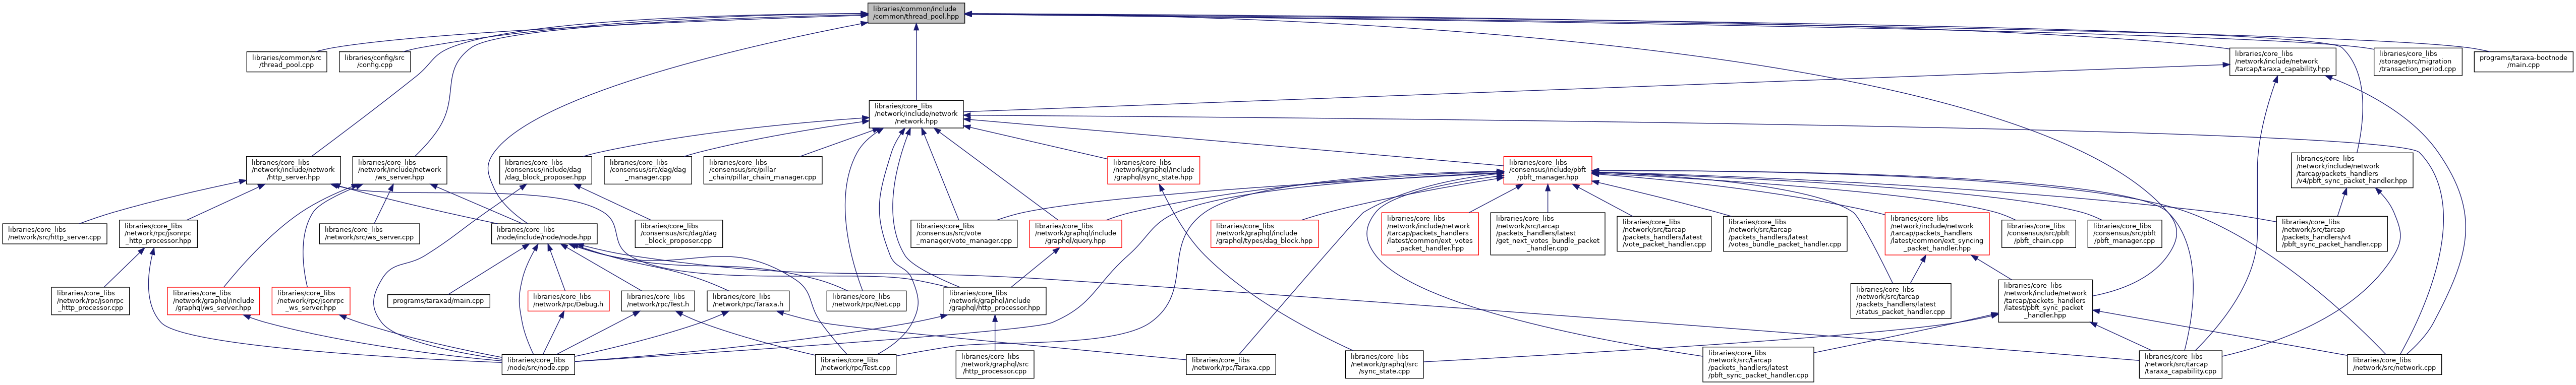 libraries/common/include
/common/thread_pool.hpp
libraries/common/src
/thread_pool.cpp
libraries/config/src
/config.cpp
libraries/core_libs
/network/include/network
/tarcap/taraxa_capability.hpp
libraries/core_libs
/storage/src/migration
/transaction_period.cpp
programs/taraxa-bootnode
/main.cpp
libraries/core_libs
/network/include/network
/network.hpp
libraries/core_libs
/network/include/network
/http_server.hpp
libraries/core_libs
/network/include/network
/ws_server.hpp
libraries/core_libs
/consensus/include/dag
/dag_block_proposer.hpp
libraries/core_libs
/consensus/src/dag/dag
_manager.cpp
libraries/core_libs
/consensus/src/pillar
_chain/pillar_chain_manager.cpp
libraries/core_libs
/network/graphql/include
/graphql/sync_state.hpp
libraries/core_libs
/consensus/include/pbft
/pbft_manager.hpp
libraries/core_libs
/network/include/network
/tarcap/packets_handlers
/v4/pbft_sync_packet_handler.hpp
libraries/core_libs
/network/src/http_server.cpp
libraries/core_libs
/network/rpc/jsonrpc
_http_processor.hpp
libraries/core_libs
/network/src/ws_server.cpp
libraries/core_libs
/node/include/node/node.hpp
libraries/core_libs
/consensus/src/dag/dag
_block_proposer.cpp
libraries/core_libs
/consensus/src/vote
_manager/vote_manager.cpp
libraries/core_libs
/network/graphql/include
/graphql/query.hpp
libraries/core_libs
/network/graphql/include
/graphql/types/dag_block.hpp
libraries/core_libs
/network/include/network
/tarcap/packets_handlers
/latest/common/ext_votes
_packet_handler.hpp
libraries/core_libs
/network/src/tarcap
/packets_handlers/latest
/get_next_votes_bundle_packet
_handler.cpp
libraries/core_libs
/network/src/tarcap
/packets_handlers/latest
/vote_packet_handler.cpp
libraries/core_libs
/network/src/tarcap
/packets_handlers/latest
/votes_bundle_packet_handler.cpp
libraries/core_libs
/network/include/network
/tarcap/packets_handlers
/latest/common/ext_syncing
_packet_handler.hpp
libraries/core_libs
/consensus/src/pbft
/pbft_chain.cpp
libraries/core_libs
/consensus/src/pbft
/pbft_manager.cpp
libraries/core_libs
/network/src/tarcap
/packets_handlers/v4
/pbft_sync_packet_handler.cpp
libraries/core_libs
/network/rpc/jsonrpc
_http_processor.cpp
libraries/core_libs
/network/graphql/include
/graphql/ws_server.hpp
libraries/core_libs
/network/rpc/jsonrpc
_ws_server.hpp
programs/taraxad/main.cpp
libraries/core_libs
/network/rpc/Debug.h
libraries/core_libs
/network/rpc/Test.h
libraries/core_libs
/network/rpc/Taraxa.h
libraries/core_libs
/network/rpc/Net.cpp
libraries/core_libs
/network/graphql/include
/graphql/http_processor.hpp
libraries/core_libs
/network/src/tarcap
/packets_handlers/latest
/status_packet_handler.cpp
libraries/core_libs
/network/include/network
/tarcap/packets_handlers
/latest/pbft_sync_packet
_handler.hpp
libraries/core_libs
/node/src/node.cpp
libraries/core_libs
/network/rpc/Test.cpp
libraries/core_libs
/network/graphql/src
/http_processor.cpp
libraries/core_libs
/network/rpc/Taraxa.cpp
libraries/core_libs
/network/graphql/src
/sync_state.cpp
libraries/core_libs
/network/src/tarcap
/packets_handlers/latest
/pbft_sync_packet_handler.cpp
libraries/core_libs
/network/src/tarcap
/taraxa_capability.cpp
libraries/core_libs
/network/src/network.cpp